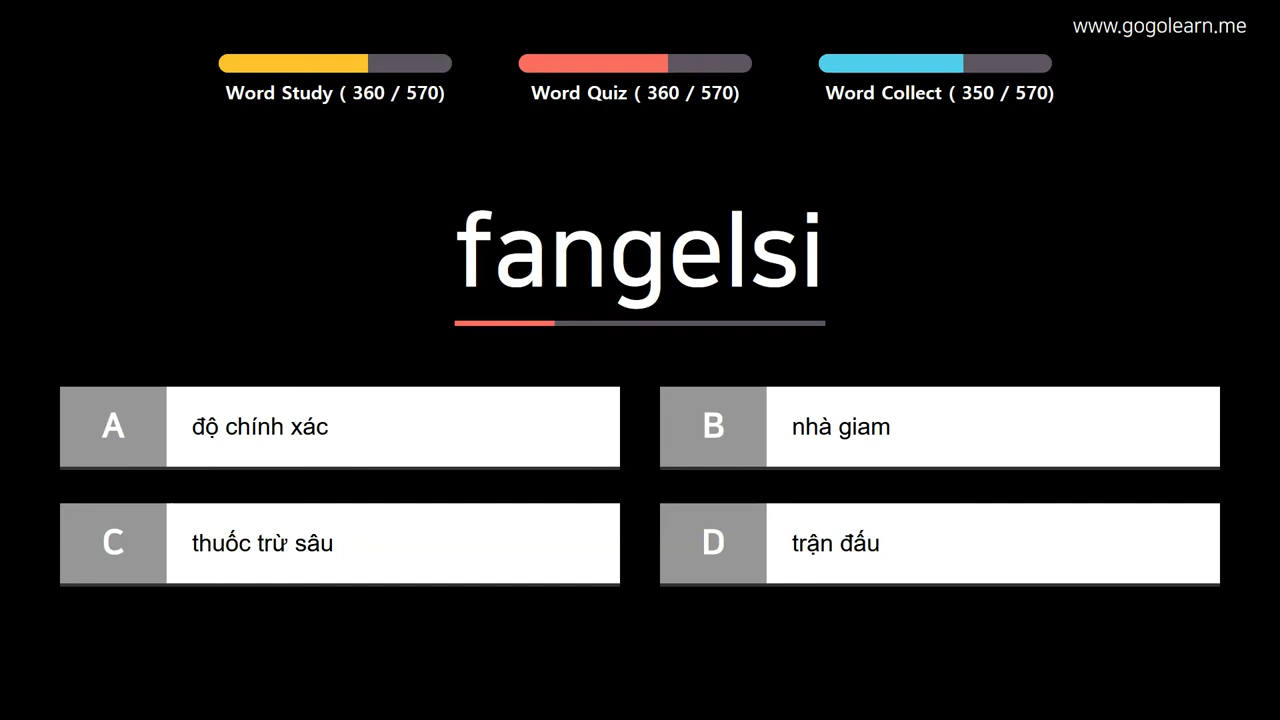 www.gogolearn.me
Word Study ( 360 / 570)
Word Quiz ( 360 / 570)
Word Collect ( 350 / 570)
fangelsi
A độ chính xác
B nhà giam
C thuốc trừ sâu
D trận đấu